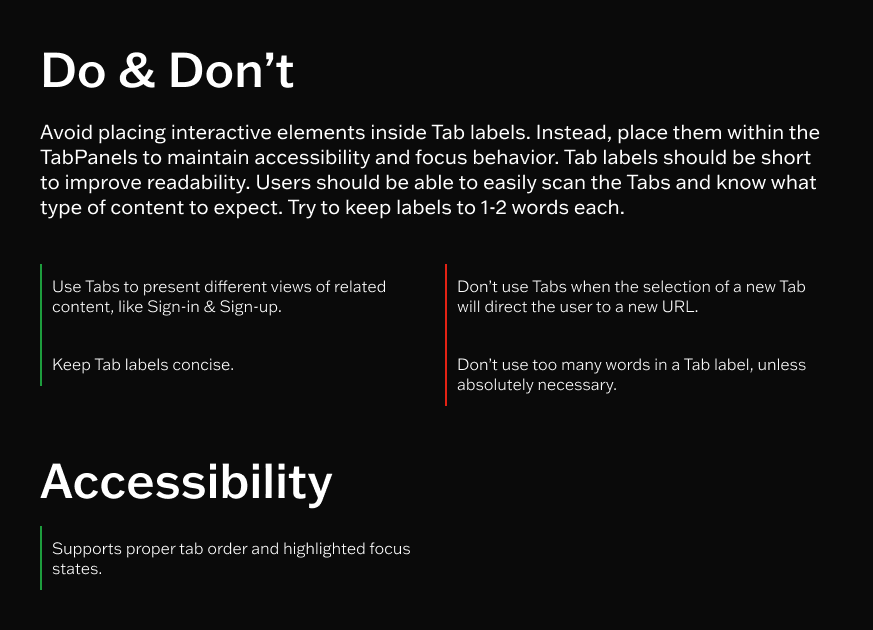 Do & Don’t
Avoid placing interactive elements inside Tab labels. Instead, place them within the
TabPanels to maintain accessibility and focus behavior. Tab labels should be short
to improve readability. Users should be able to easily scan the Tabs and know what
type of content to expect. Try to keep labels to 1-2 words each.
Use Tabs to present different views of related
content, like Sign-in & Sign-up.
Keep Tab labels concise.
Don’t use Tabs when the selection of a new Tab
will direct the user to a new URL.
Don’t use too many words in a Tab label, unless
absolutely necessary.
Accessibility
Supports proper tab order and highlighted focus
states.